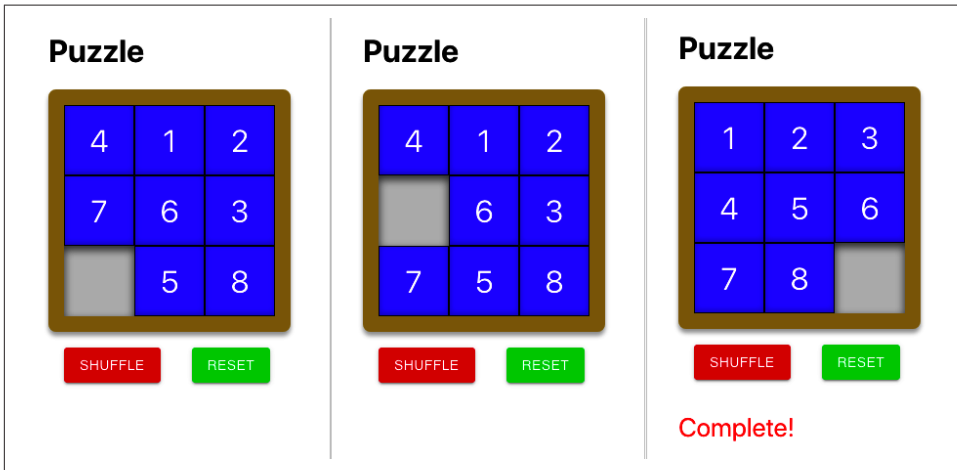 Puzzle
4 1 2
7 6 3
5 8
SHUFFLE RESET
Puzzle
4 1 2
6 3
7 5 8
SHUFFLE RESET
Puzzle
1 2 3
4 5 6
7 8
SHUFFLE RESET
Complete!